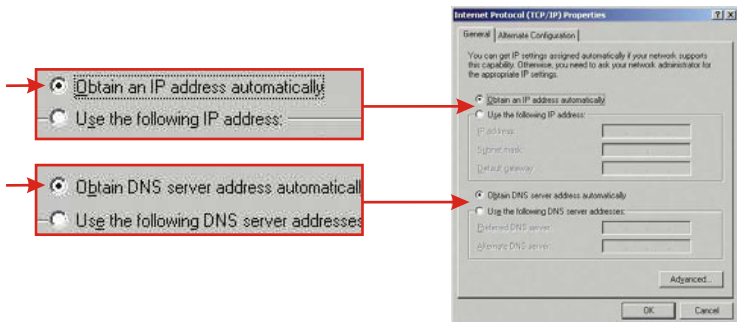 Obtain an IP address automatically
Use the following IP address:
Obtain DNS server address automaticall
Use the following DNS server addresses
Internet Protocol (TCP/IP) Properties
General
Alternate Configuration
You can get IP settings assigned automatically if your network supports
this capability. Otherwise, you need to ask your network administrator for
the appropriate IP settings.
Obtain an IP address automatically
Use the following IP address:
IP address:
Subnet mask:
Default gateway:
Obtain DNS server address automatically
Use the following DNS server addresses:
Preferred DNS server:
Alternate DNS server:
Advanced...
OK
Cancel